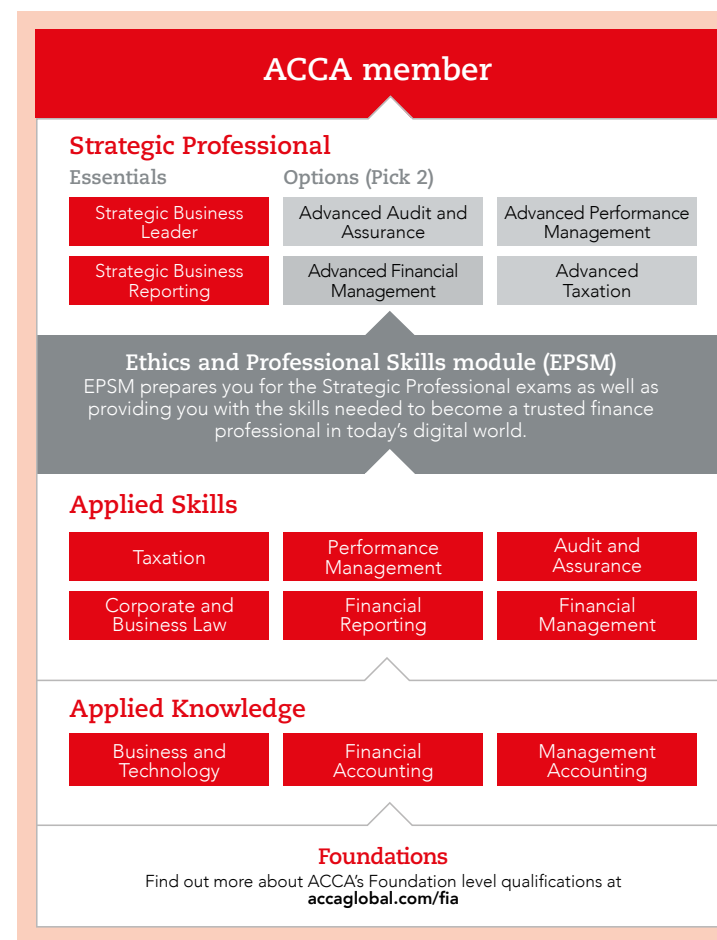 ACCA member
Strategic Professional
Essentials
Options (Pick 2)
Strategic Business
Leader
Advanced Audit and
Assurance
Advanced Performance
Management
Strategic Business
Reporting
Advanced Financial
Management
Advanced
Taxation
Ethics and Professional Skills module (EPSM)
EPSM prepares you for the Strategic Professional exams as well as
providing you with the skills needed to become a trusted finance
professional in today's digital world.
Applied Skills
Taxation
Performance
Management
Audit and
Assurance
Corporate and
Business Law
Financial
Reporting
Financial
Management
Applied Knowledge
Business and
Technology
Financial
Accounting
Management
Accounting
Foundations
Find out more about ACCA's Foundation level qualifications at
accaglobal.com/fia